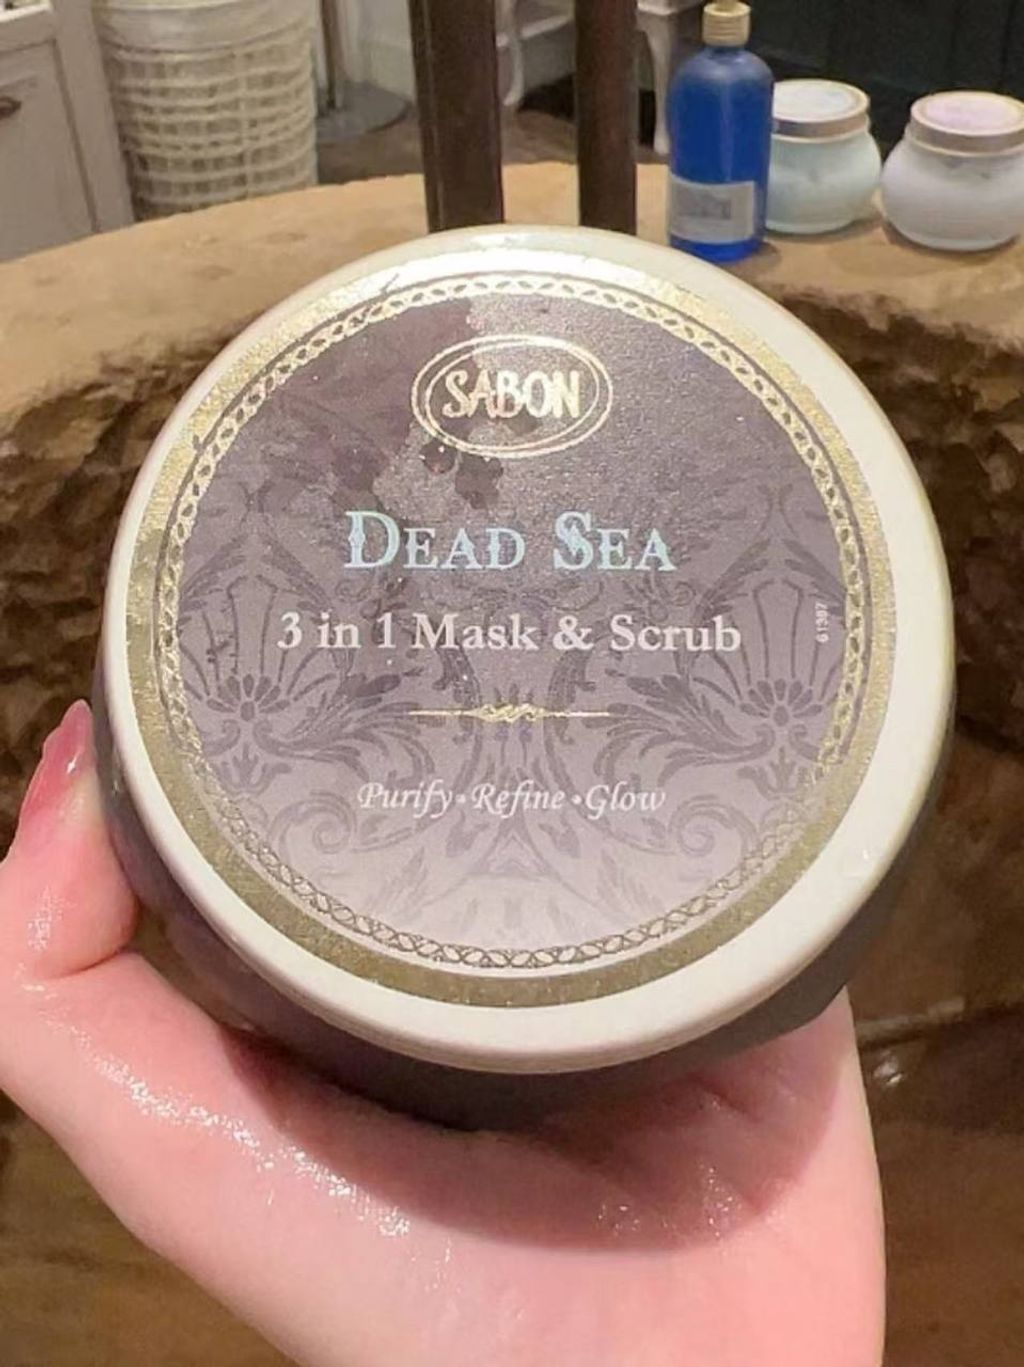 SABON
DEAD SEA
3 in 1 Mask & Scrub
Purify • Refine • Glow